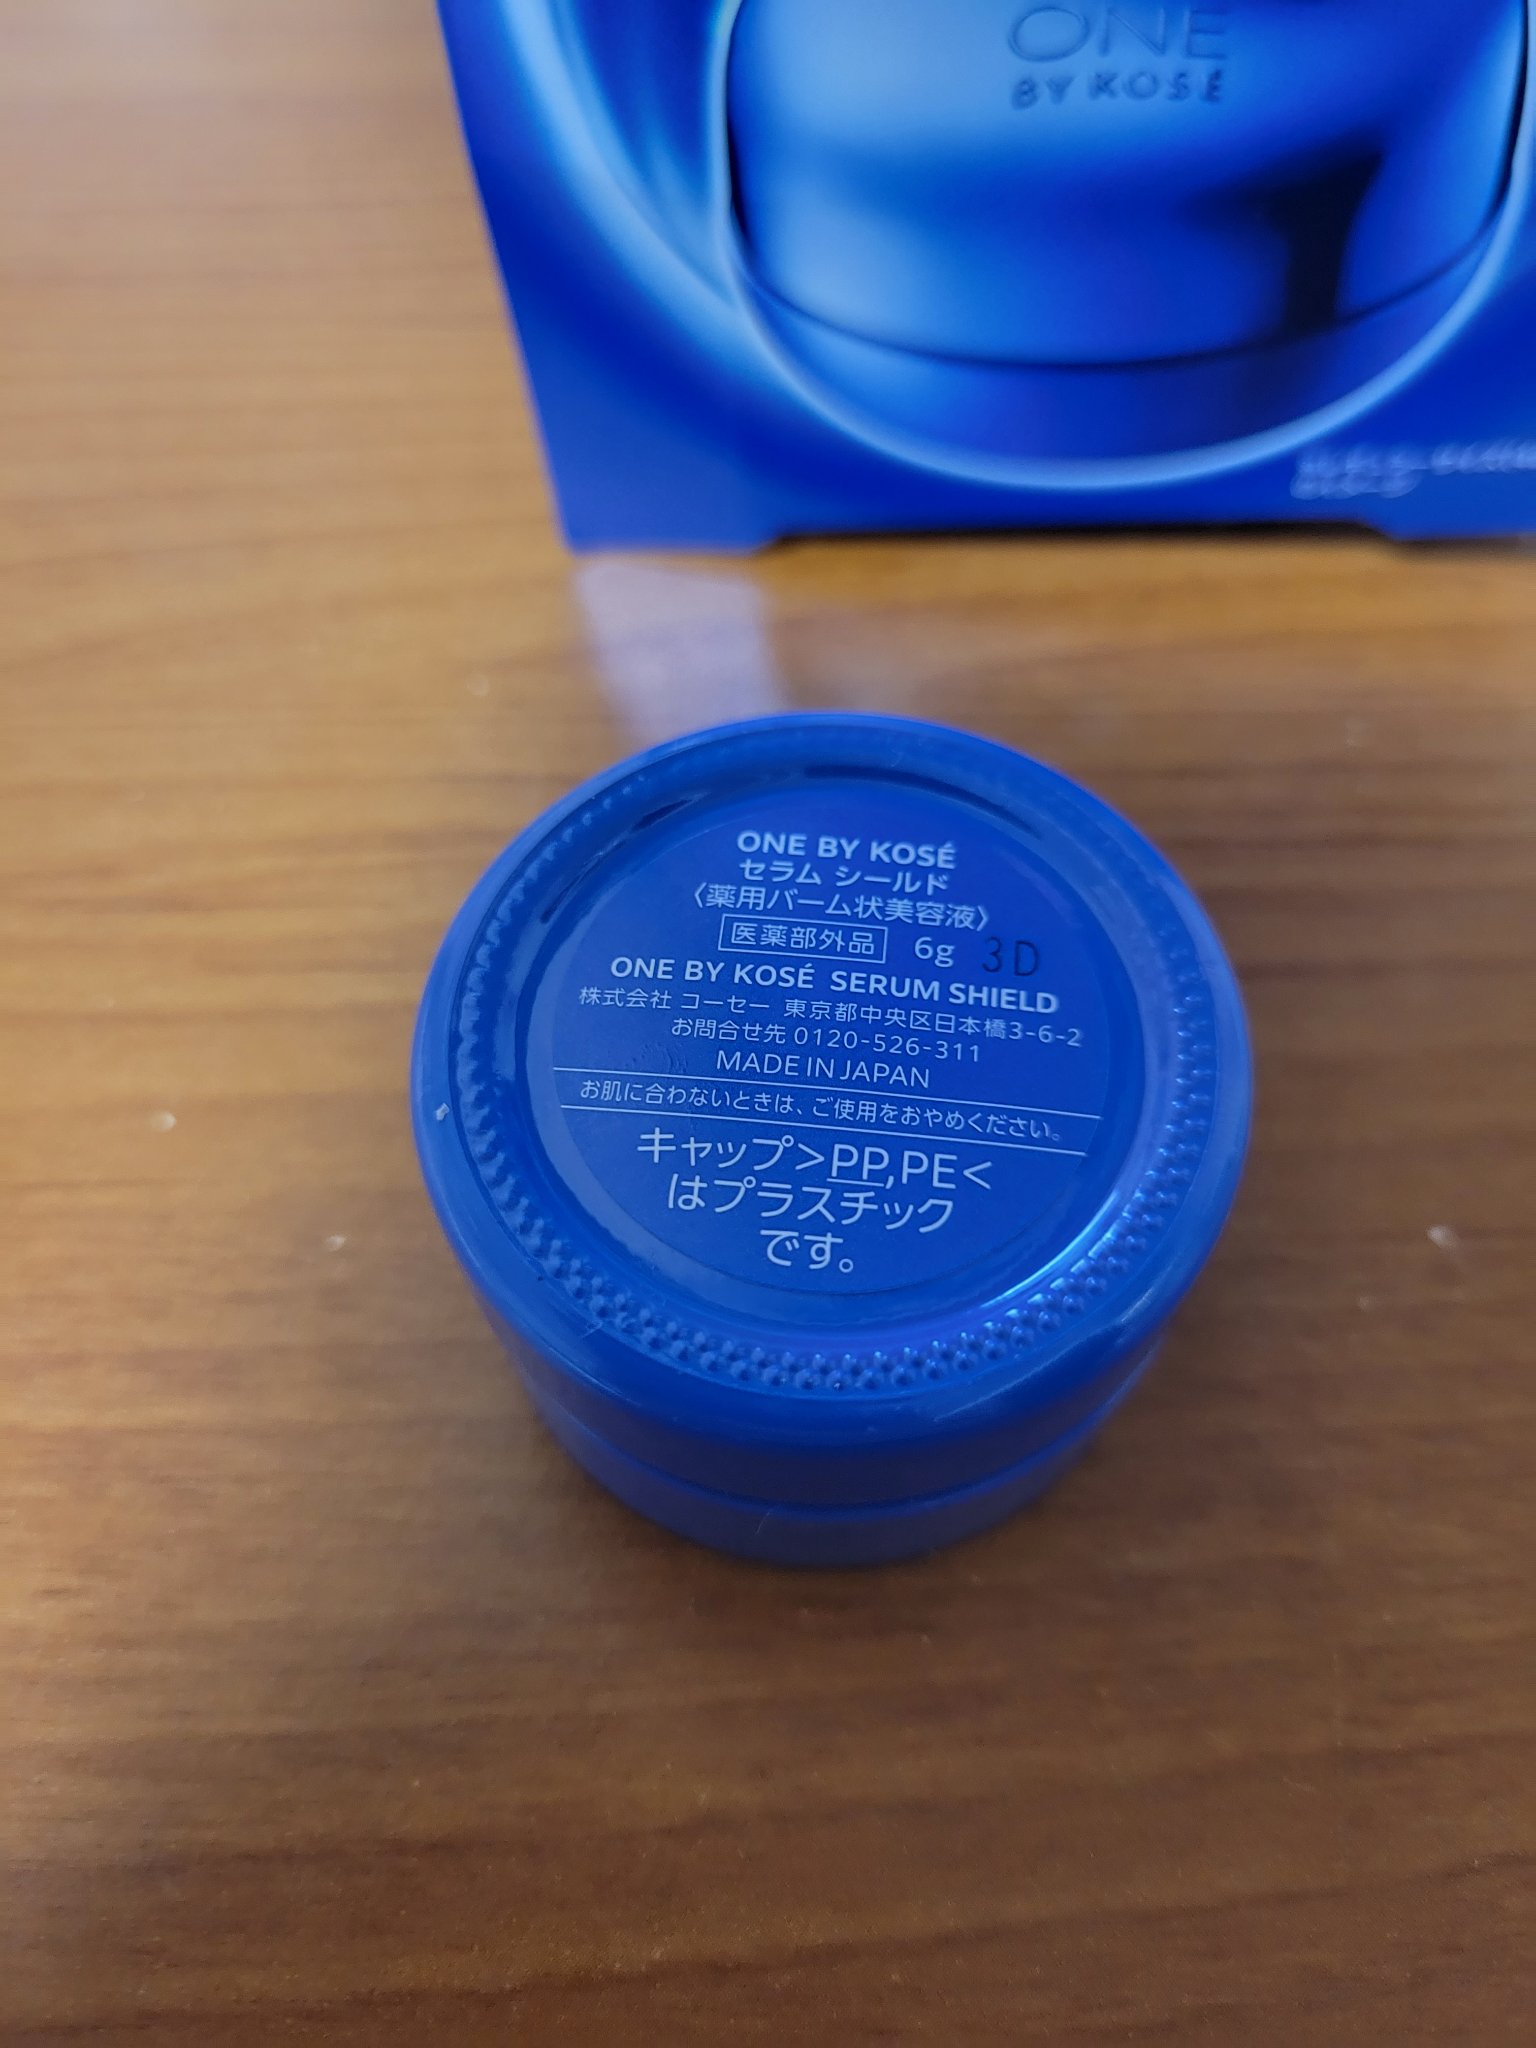 ONE
BY KOSÉ
ONE BY KOSÉ
セラム シールド
〈薬用バーム状美容液〉
医薬部外品 6g 3D
ONE BY KOSÉ SERUM SHIELD
株式会社 コーセー 東京都中央区日本橋3-6-2
お問合せ先 0120-526-311
MADE IN JAPAN
お肌に合わないときは、ご使用をおやめください。
キャップ>PP,PE<
はプラスチック
です。